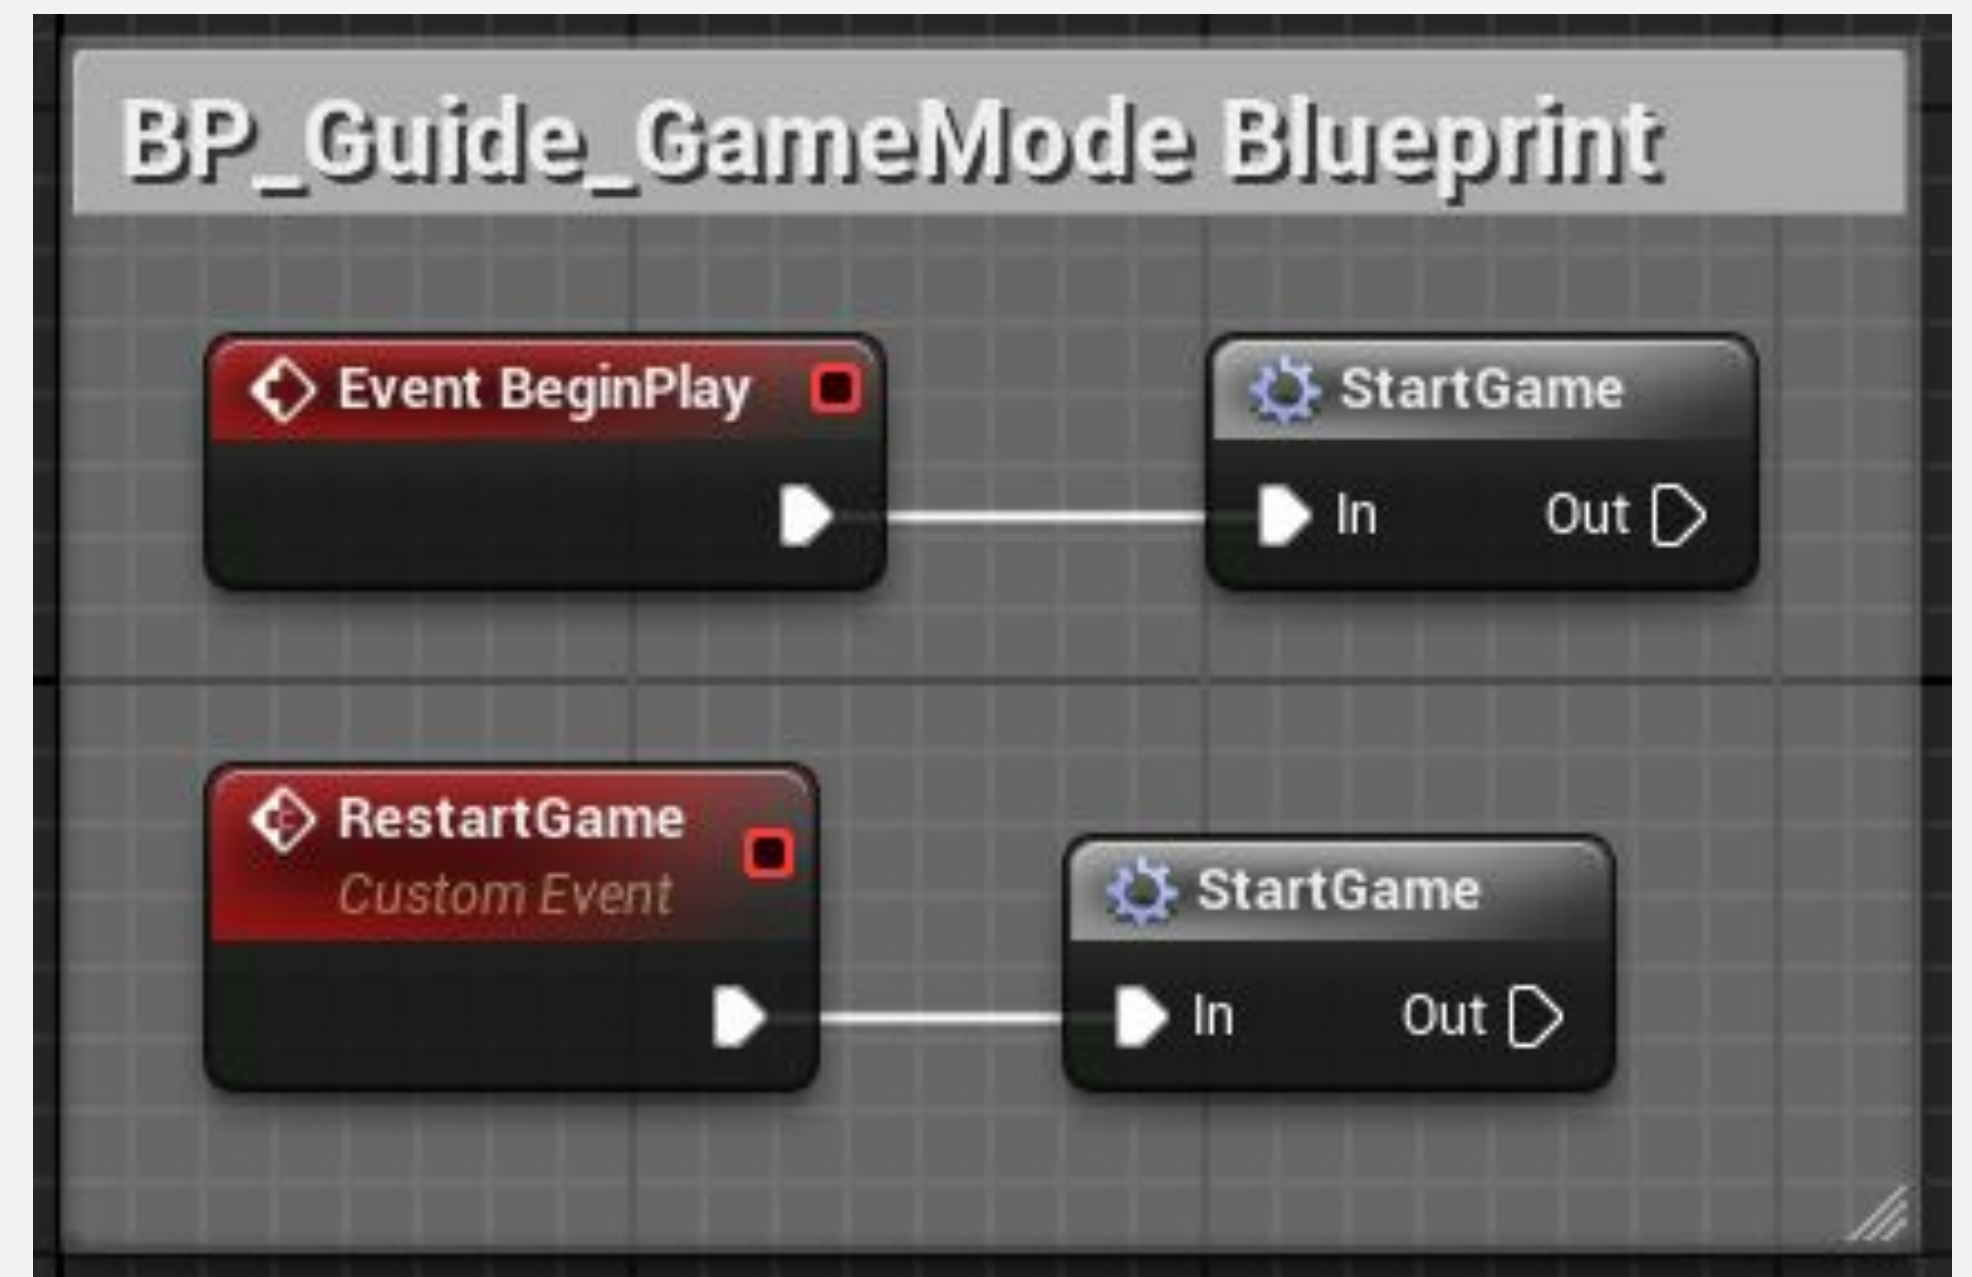 BP_Guide_GameMode Blueprint
Event BeginPlay
StartGame
In
Out
RestartGame
Custom Event
StartGame
In
Out